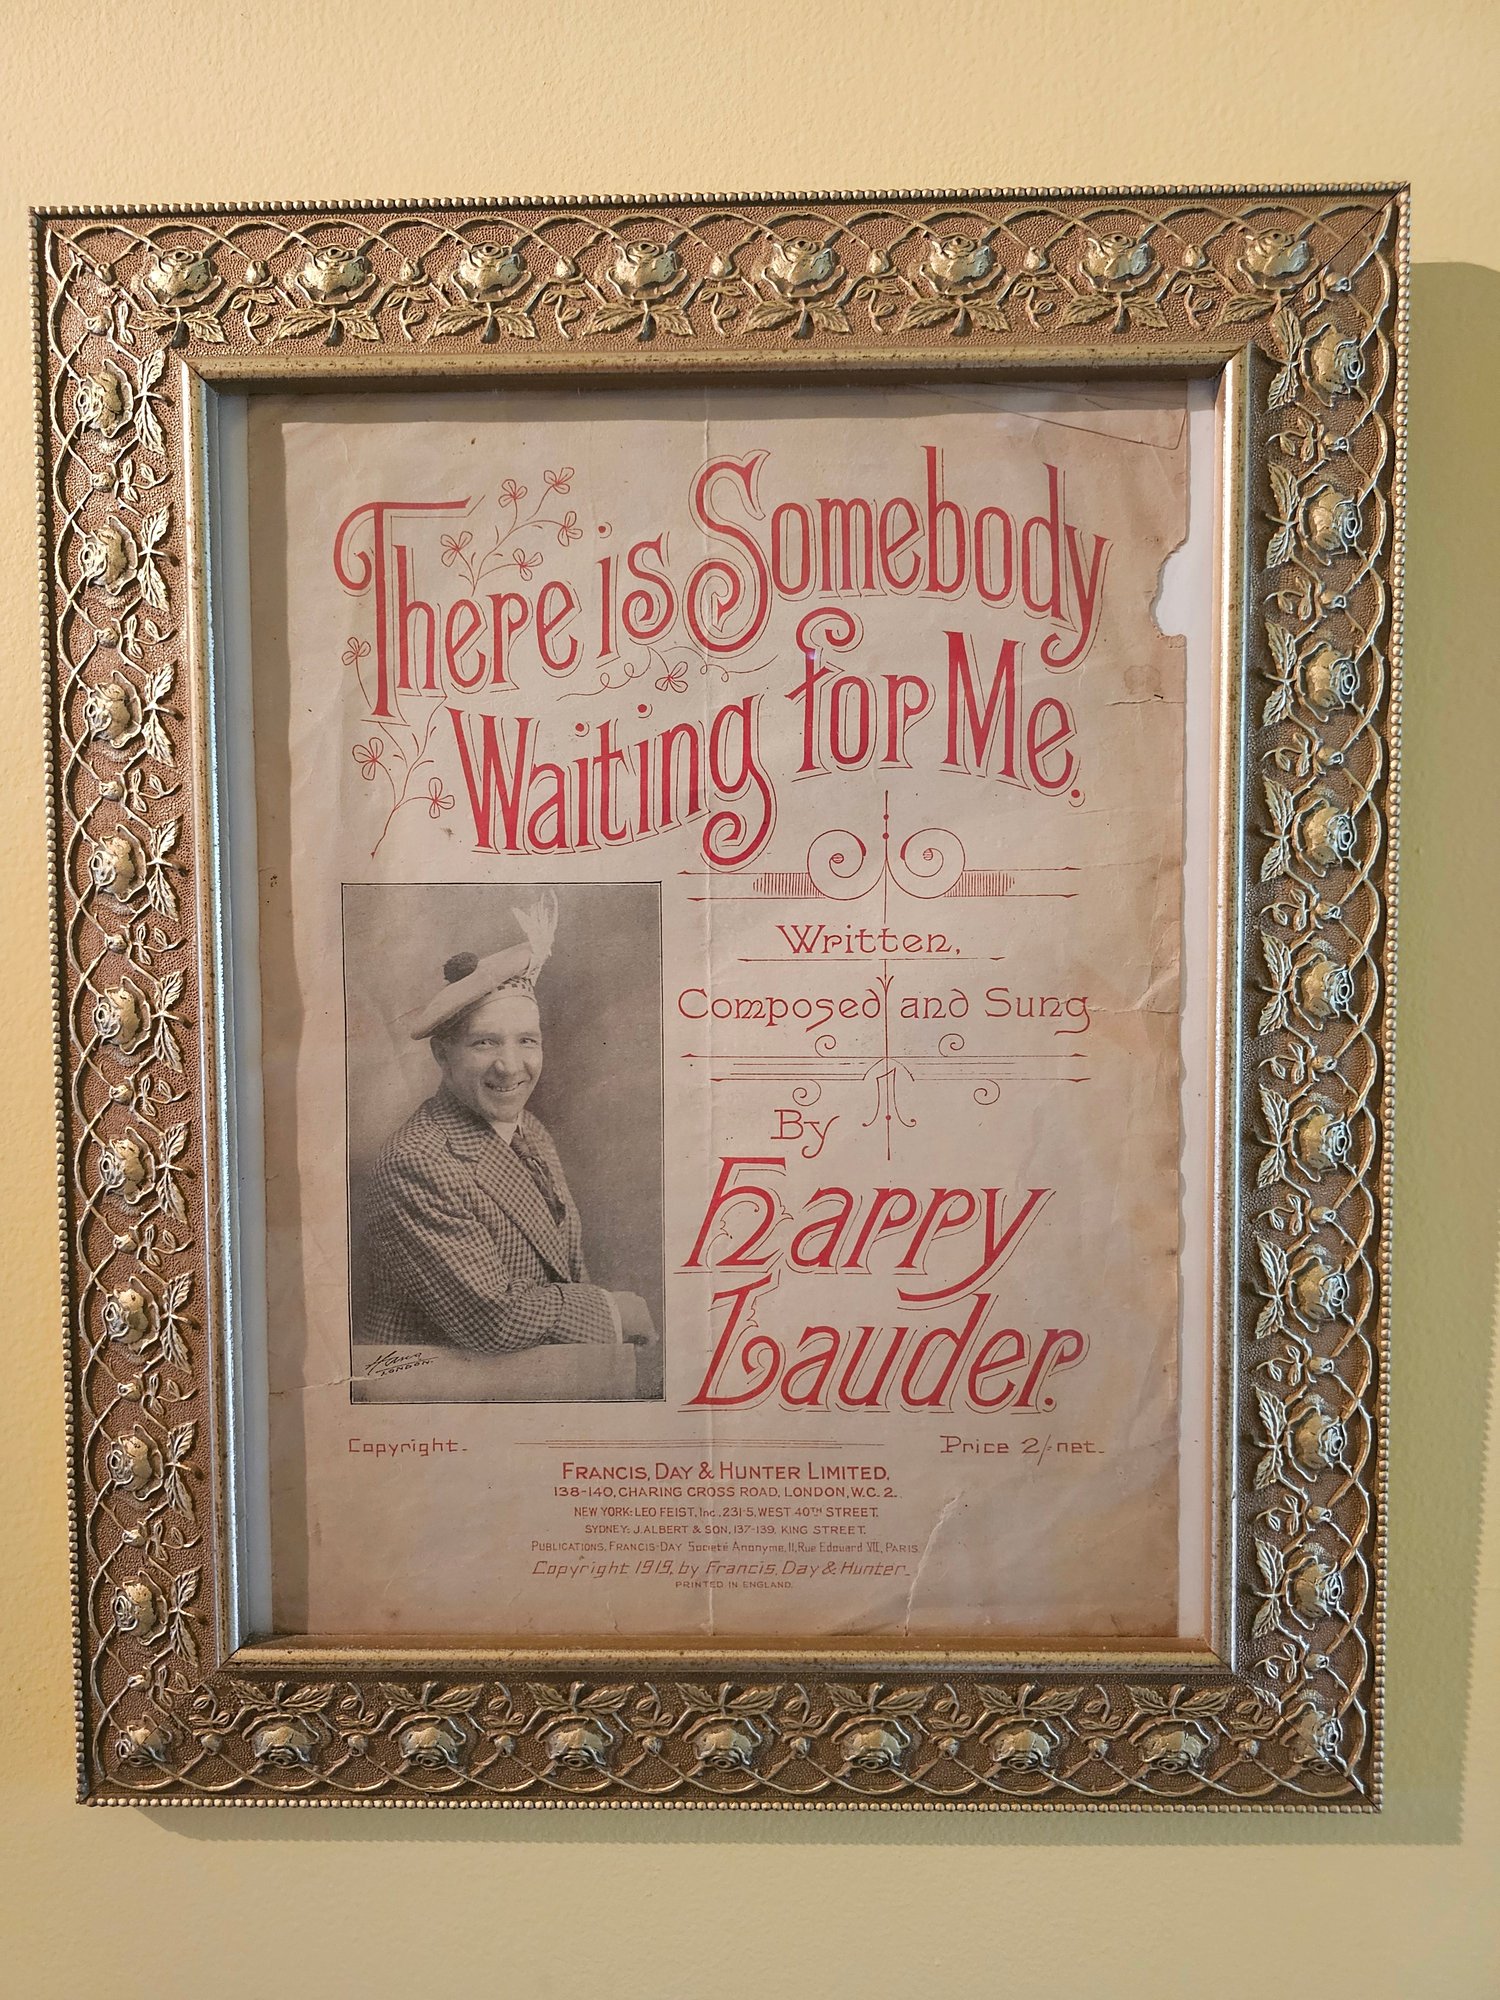 There is Somebody
Waiting for Me.
Written,
Composed and Sung
By
Harry
Lauder.
LONDON.
Copyright.
Price 2/- net.
FRANCIS, DAY & HUNTER LIMITED,
138-140, CHARING CROSS ROAD, LONDON, W.C. 2.
NEW YORK: LEO FEIST, Inc., 231-5, WEST 40TH STREET.
SYDNEY: J. ALBERT & SON, 137-139, KING STREET.
PUBLICATIONS, FRANCIS-DAY Societé Anonyme, 11, Rue Edouard VII, PARIS
Copyright 1919, by Francis, Day & Hunter.
PRINTED IN ENGLAND.